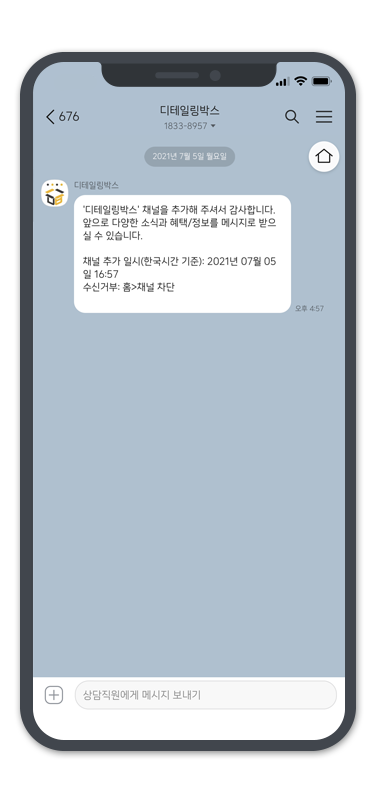 676
디테일링박스
1833-8957
2021년 7월 5일 월요일
디테일링박스
'디테일링박스' 채널을 추가해 주셔서 감사합니다.
앞으로 다양한 소식과 혜택/정보를 메시지로 받으
실 수 있습니다.
채널 추가 일시(한국시간 기준): 2021년 07월 05
일 16:57
수신거부: 홈>채널 차단
오후 4:57
상담직원에게 메시지 보내기